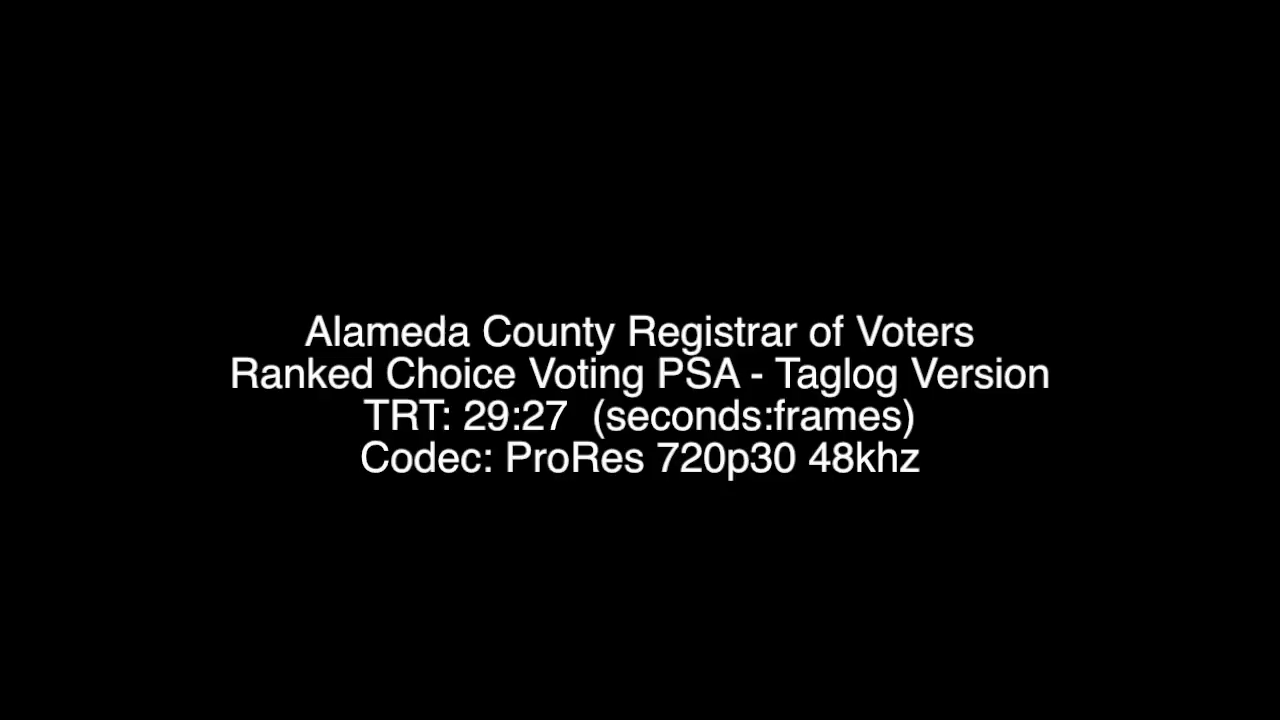 Alameda County Registrar of Voters
Ranked Choice Voting PSA - Taglog Version
TRT: 29:27  (seconds:frames)
Codec: ProRes 720p30 48khz